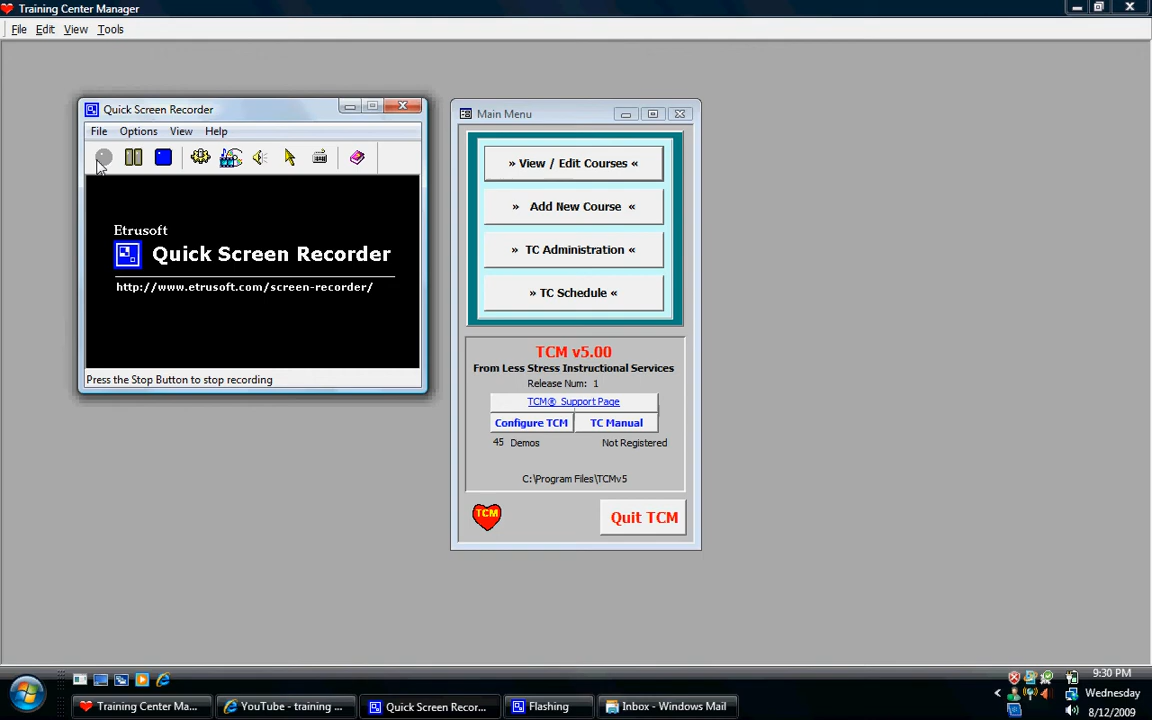 Training Center Manager
File Edit View Tools
Quick Screen Recorder
File Options View Help
Etrusoft
Quick Screen Recorder
http://www.etrusoft.com/screen-recorder/
Press the Stop Button to stop recording
Main Menu
» View / Edit Courses «
» Add New Course «
» TC Administration «
» TC Schedule «
TCM v5.00
From Less Stress Instructional Services
Release Num: 1
TCM® Support Page
Configure TCM TC Manual
45 Demos Not Registered
C:\Program Files\TCMv5
TCM
Quit TCM
9:30 PM
Wednesday
8/12/2009
Training Center Ma...
YouTube - training ...
Quick Screen Recor...
Flashing
Inbox - Windows Mail